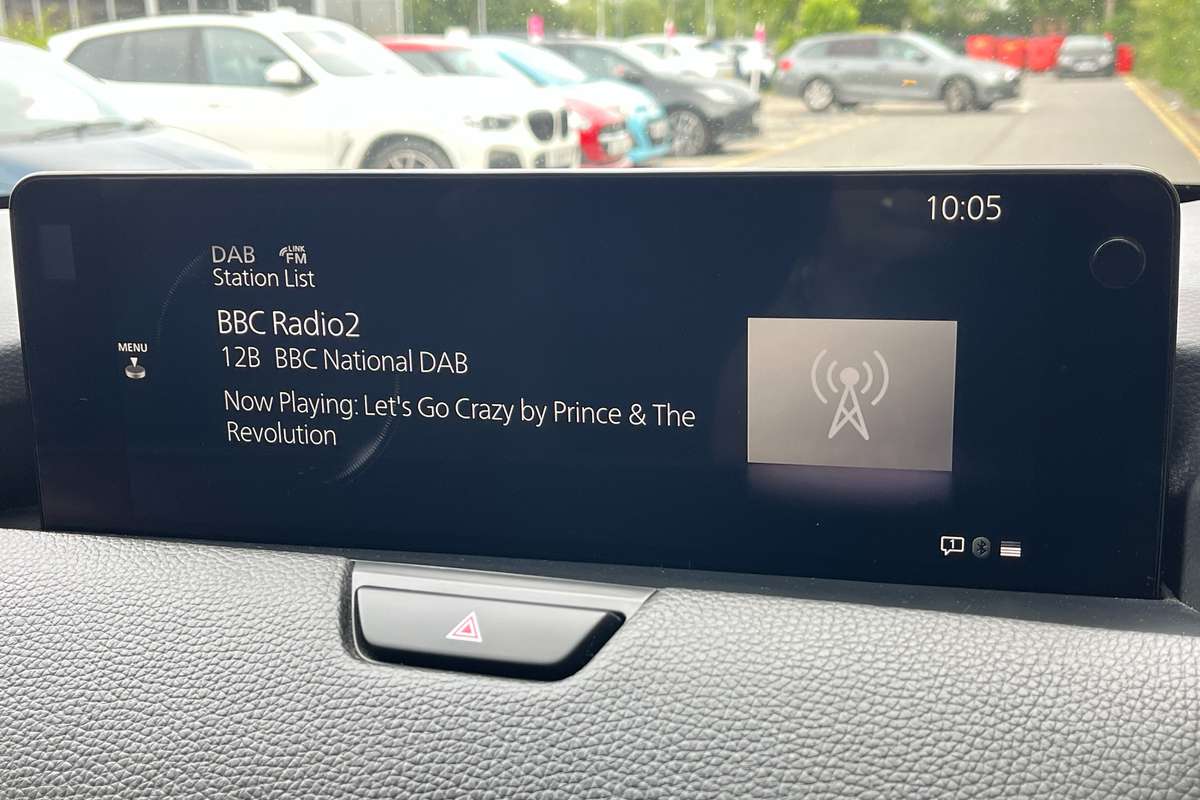 10:05
DAB LINK FM
Station List
BBC Radio2
MENU
12B BBC National DAB
Now Playing: Let's Go Crazy by Prince & The
Revolution
1